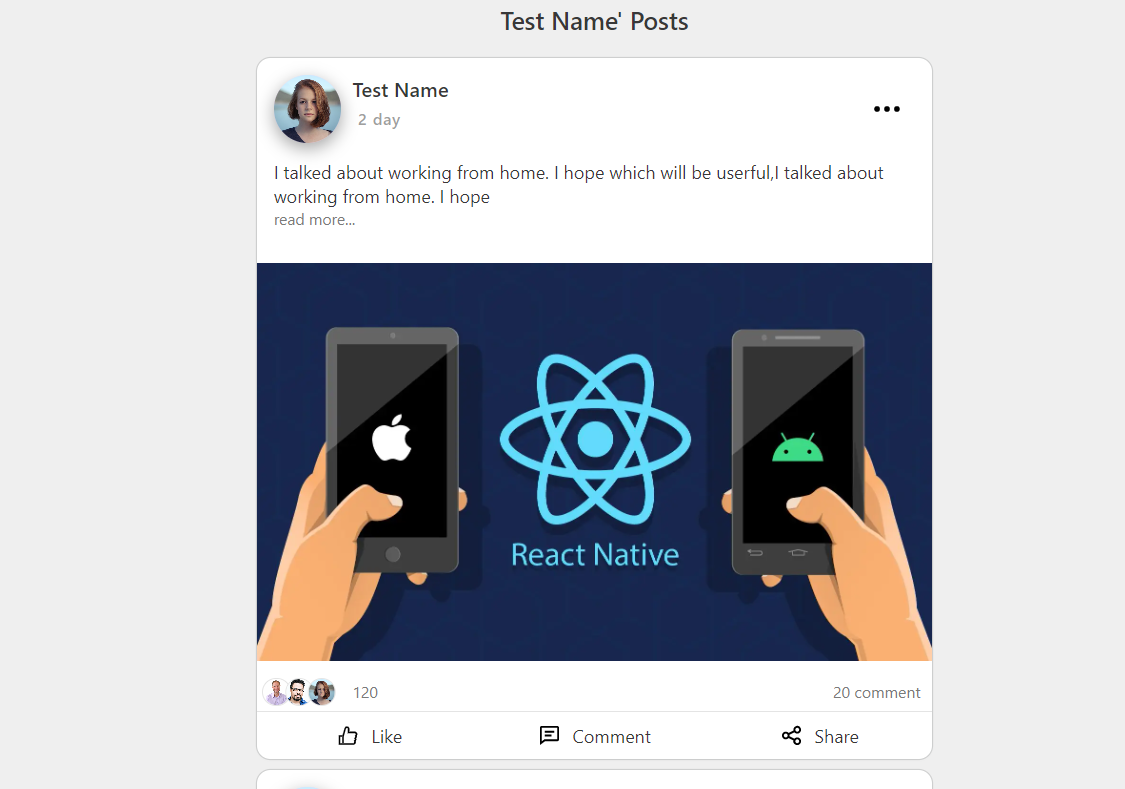 Test Name' Posts
Test Name
2 day
I talked about working from home. I hope which will be userful,I talked about
working from home. I hope
read more...
React Native
120
20 comment
Like
Comment
Share